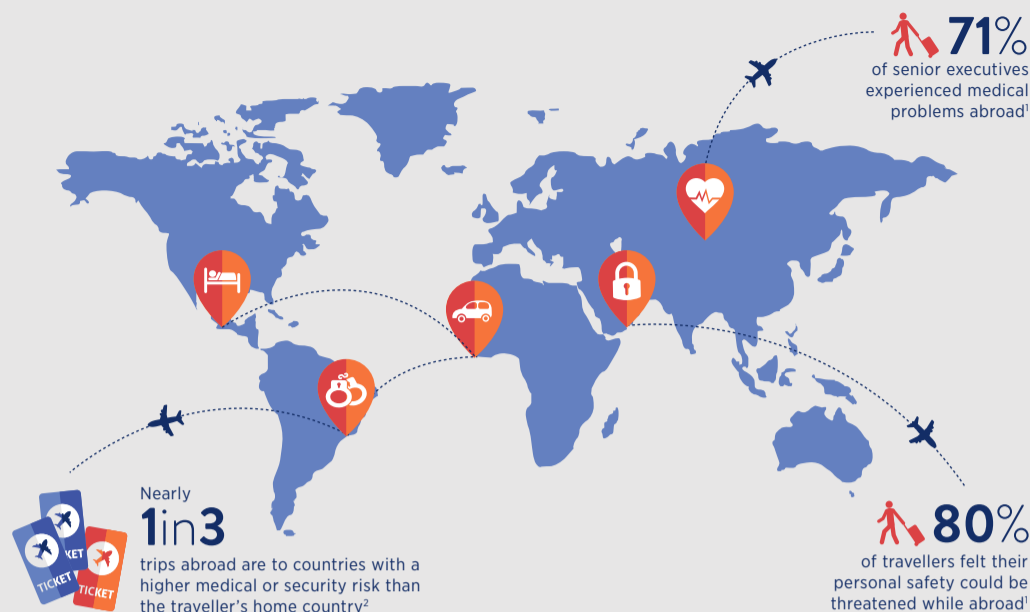 71%
of senior executives
experienced medical
problems abroad¹
Nearly
1in3
trips abroad are to countries with a
higher medical or security risk than
the traveller's home country²
TICKET
KET
TICKET
80%
of travellers felt their
personal safety could be
threatened while abroad¹